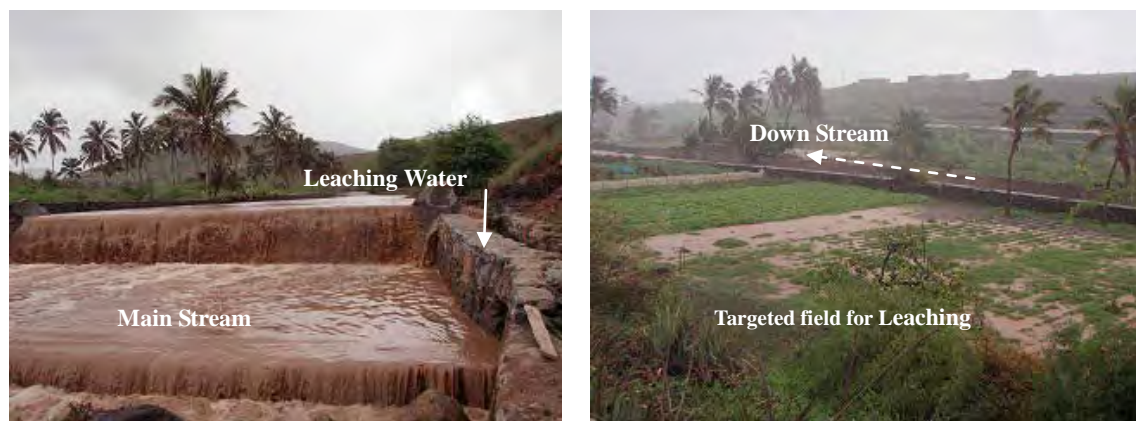 Leaching Water
Main Stream
Down Stream
Targeted field for Leaching